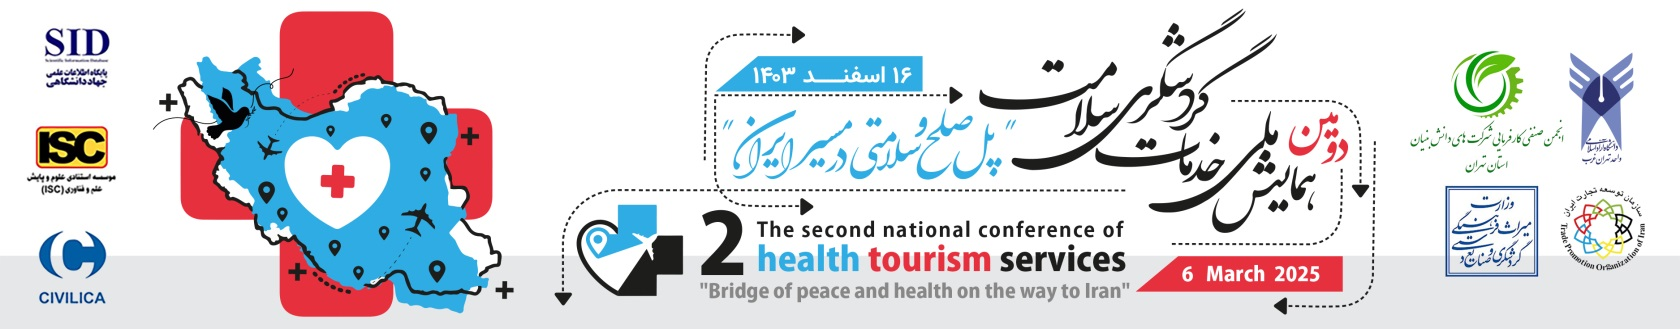 SID
Scientific Information Database
پایگاه اطلاعات علمی
جهاد دانشگاهی
ISC
موسسه استنادی علوم و پایش
علم و فناوری (ISC)
CIVILICA
۱۶ اسفند ۱۴۰۳
دومین
همایش ملی
خدمات
گردشگری
سلامت
"پل صلح و سلامتی در مسیر ایران"
2 The second national conference of
health tourism services
"Bridge of peace and health on the way to Iran"
6 March 2025
انجمن صنفی کارفرمائی شرکت های دانش بنیان
استان تهران
دانشگاه آزاد اسلامی
واحد تهران غرب
وزارت
میراث فرهنگی
گردشگری و صنایع دستی
سازمان توسعه تجارت ایران
Trade Promotion Organization of Iran